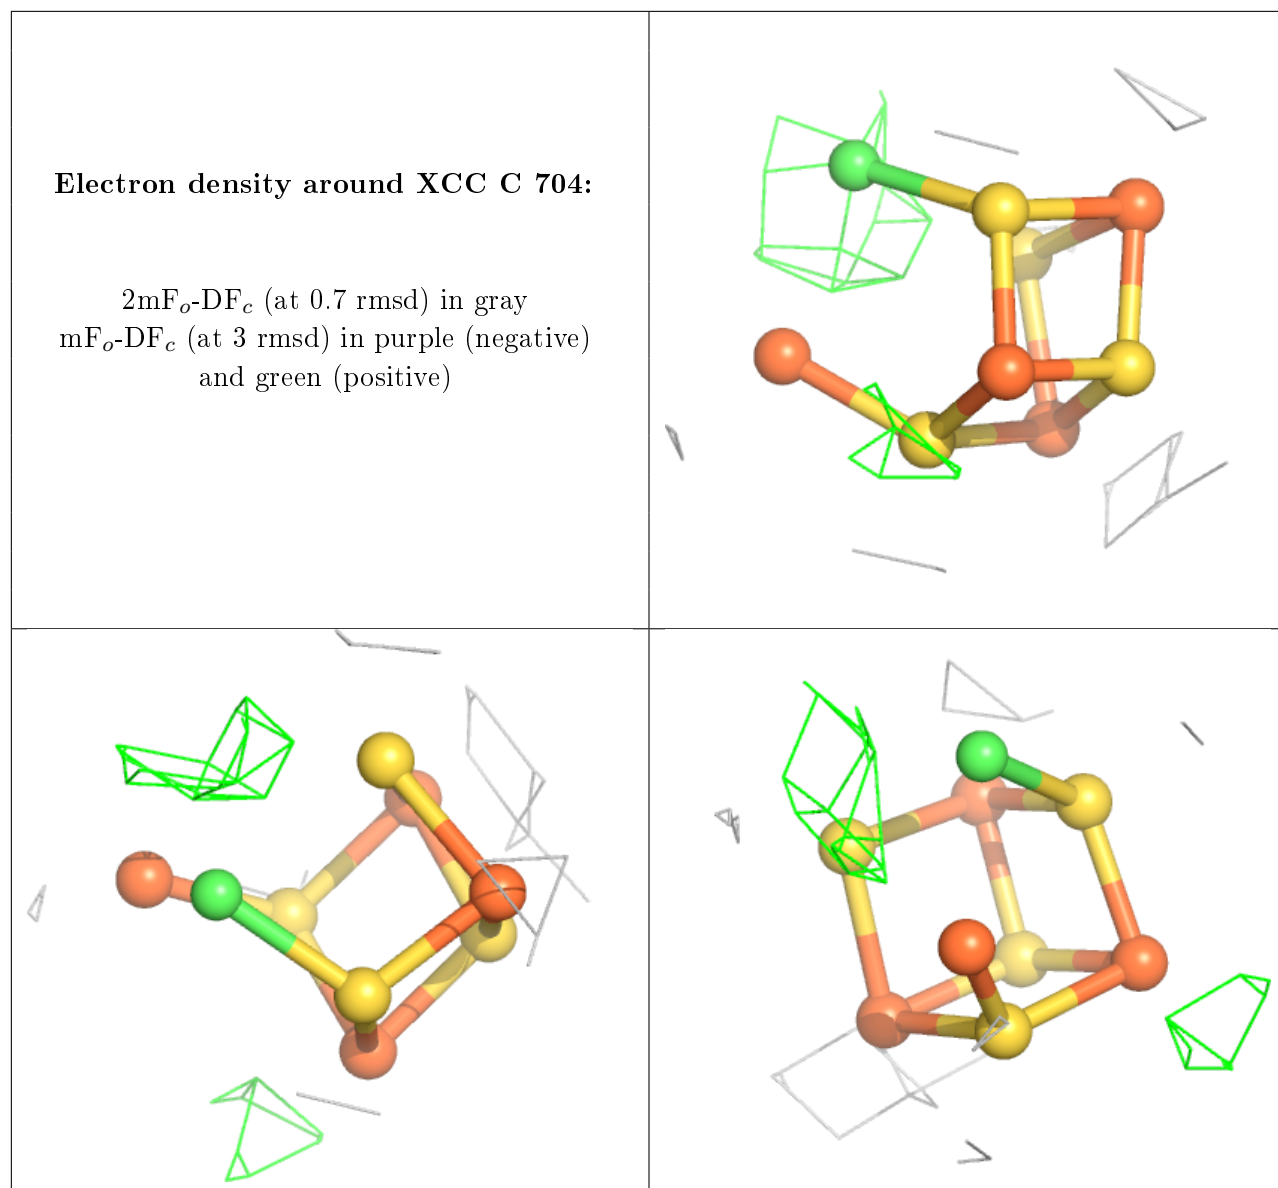 Electron density around XCC C 704:
2mF$_o$-DF$_c$ (at 0.7 rmsd) in gray
mF$_o$-DF$_c$ (at 3 rmsd) in purple (negative)
and green (positive)